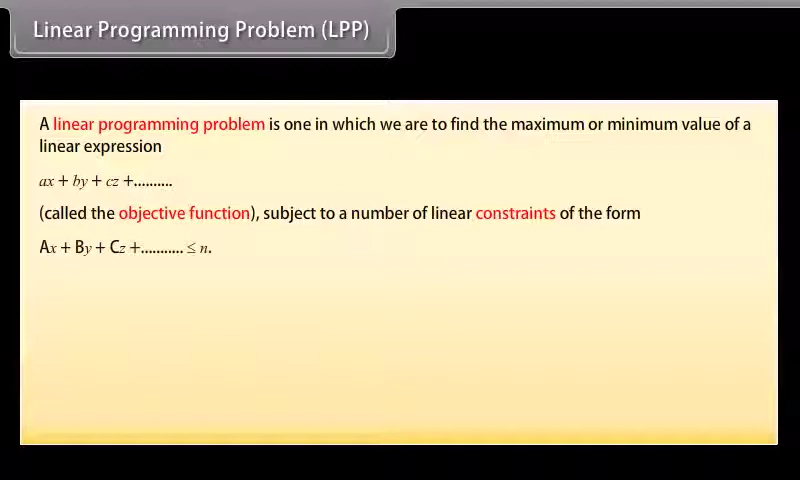 Linear Programming Problem (LPP)
A linear programming problem is one in which we are to find the maximum or minimum value of a
linear expression
ax + by + cz +..........
(called the objective function), subject to a number of linear constraints of the form
Ax + By + Cz +........... ≤ n.